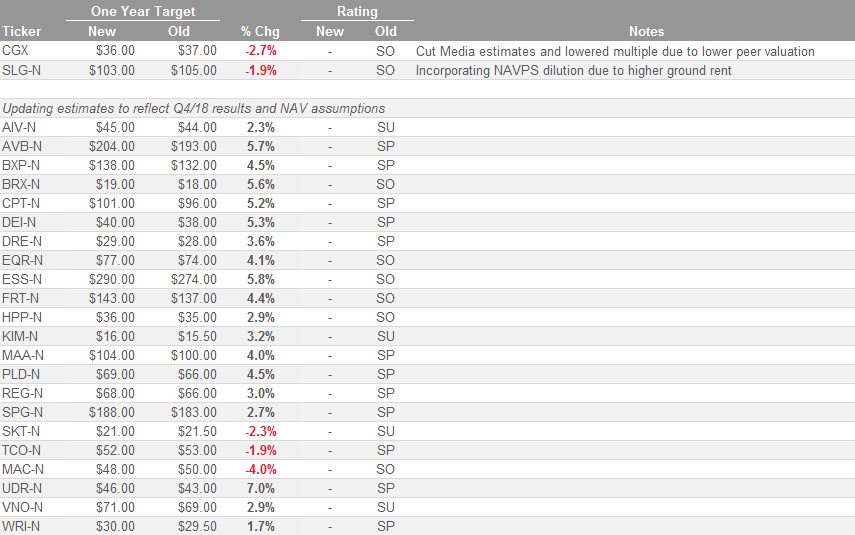 One Year Target Rating
Ticker New Old % Chg New Old Notes
CGX $36.00 $37.00 -2.7% - SO Cut Media estimates and lowered multiple due to lower peer valuation
SLG-N $103.00 $105.00 -1.9% - SO Incorporating NAVPS dilution due to higher ground rent
Updating estimates to reflect Q4/18 results and NAV assumptions
AIV-N $45.00 $44.00 2.3% - SU
AVB-N $204.00 $193.00 5.7% - SP
BXP-N $138.00 $132.00 4.5% - SP
BRX-N $19.00 $18.00 5.6% - SO
CPT-N $101.00 $96.00 5.2% - SP
DEI-N $40.00 $38.00 5.3% - SP
DRE-N $29.00 $28.00 3.6% - SP
EQR-N $77.00 $74.00 4.1% - SO
ESS-N $290.00 $274.00 5.8% - SO
FRT-N $143.00 $137.00 4.4% - SO
HPP-N $36.00 $35.00 2.9% - SO
KIM-N $16.00 $15.50 3.2% - SU
MAA-N $104.00 $100.00 4.0% - SP
PLD-N $69.00 $66.00 4.5% - SP
REG-N $68.00 $66.00 3.0% - SP
SPG-N $188.00 $183.00 2.7% - SP
SKT-N $21.00 $21.50 -2.3% - SU
TCO-N $52.00 $53.00 -1.9% - SP
MAC-N $48.00 $50.00 -4.0% - SO
UDR-N $46.00 $43.00 7.0% - SP
VNO-N $71.00 $69.00 2.9% - SU
WRI-N $30.00 $29.50 1.7% - SP